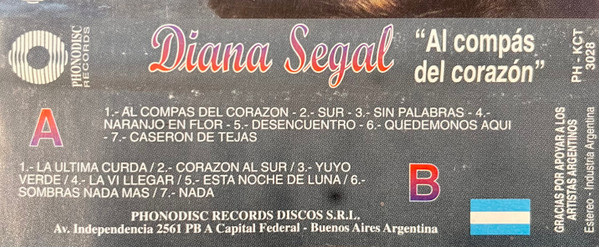 PHONODISC
RECORDS
Diana Segal
"Al compás
del corazón"
PH - KCT
3028
A
1.- AL COMPAS DEL CORAZON - 2.- SUR - 3.- SIN PALABRAS - 4.-
NARANJO EN FLOR - 5.- DESENCUENTRO - 6.- QUEDEMONOS AQUI
- 7.- CASERON DE TEJAS
1.- LA ULTIMA CURDA / 2.- CORAZON AL SUR / 3.- YUYO
VERDE / 4.- LA VI LLEGAR / 5.- ESTA NOCHE DE LUNA / 6.-
SOMBRAS NADA MAS / 7.- NADA
B
GRACIAS POR APOYAR A LOS
ARTISTAS ARGENTINOS
Estereo - Industria Argentina
PHONODISC RECORDS DISCOS S.R.L.
Av. Independencia 2561 PB A Capital Federal - Buenos Aires Argentina